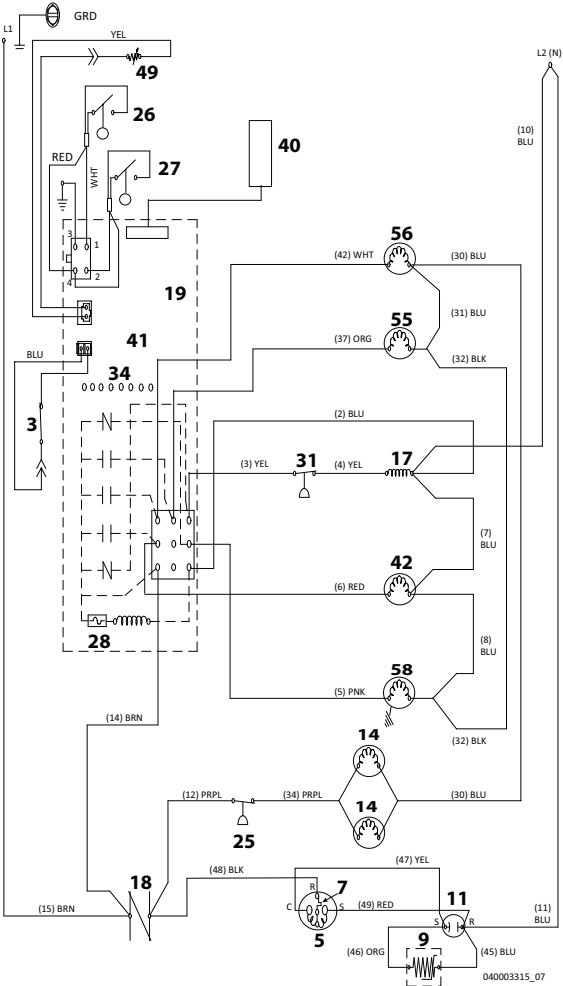 GRD
L1
YEL
L2 (N)
49
26
(10)
BLU
40
RED
WHT
27
3
1
4
2
56
(42) WHT
(30) BLU
19
(31) BLU
55
41
(37) ORG
BLU
(32) BLK
34
(2) BLU
3
(3) YEL
31
(4) YEL
17
(7)
BLU
42
(6) RED
28
(8)
BLU
58
(5) PNK
(14) BRN
14
(32) BLK
(12) PRPL
(34) PRPL
(30) BLU
25
14
(47) YEL
(48) BLK
18
R
7
11
(15) BRN
C
S
(49) RED
(11)
BLU
5
S
R
9
(46) ORG
(45) BLU
040003315_07